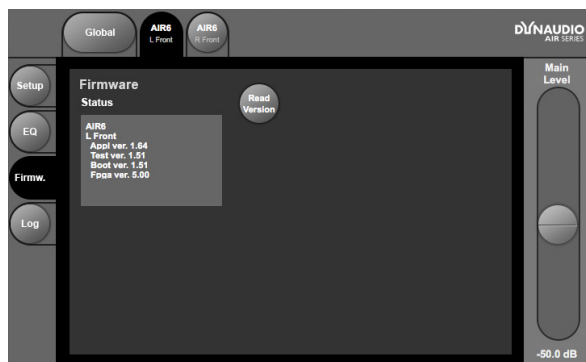 Global
AIR6
L Front
AIR6
R Front
DYNAUDIO
AIR SERIES
Main
Level
Setup
EQ
Firmw.
Log
Firmware
Status
Read
Version
AIR6
L Front
Appl ver. 1.64
Test ver. 1.51
Boot ver. 1.51
Fpga ver. 5.00
-50.0 dB